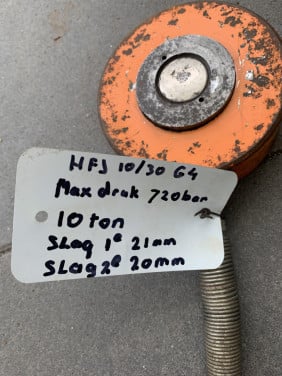 HFJ 10/30 G4
Max druk 720bar
10 ton
Slag 1e 21mm
Slag 2e 20mm